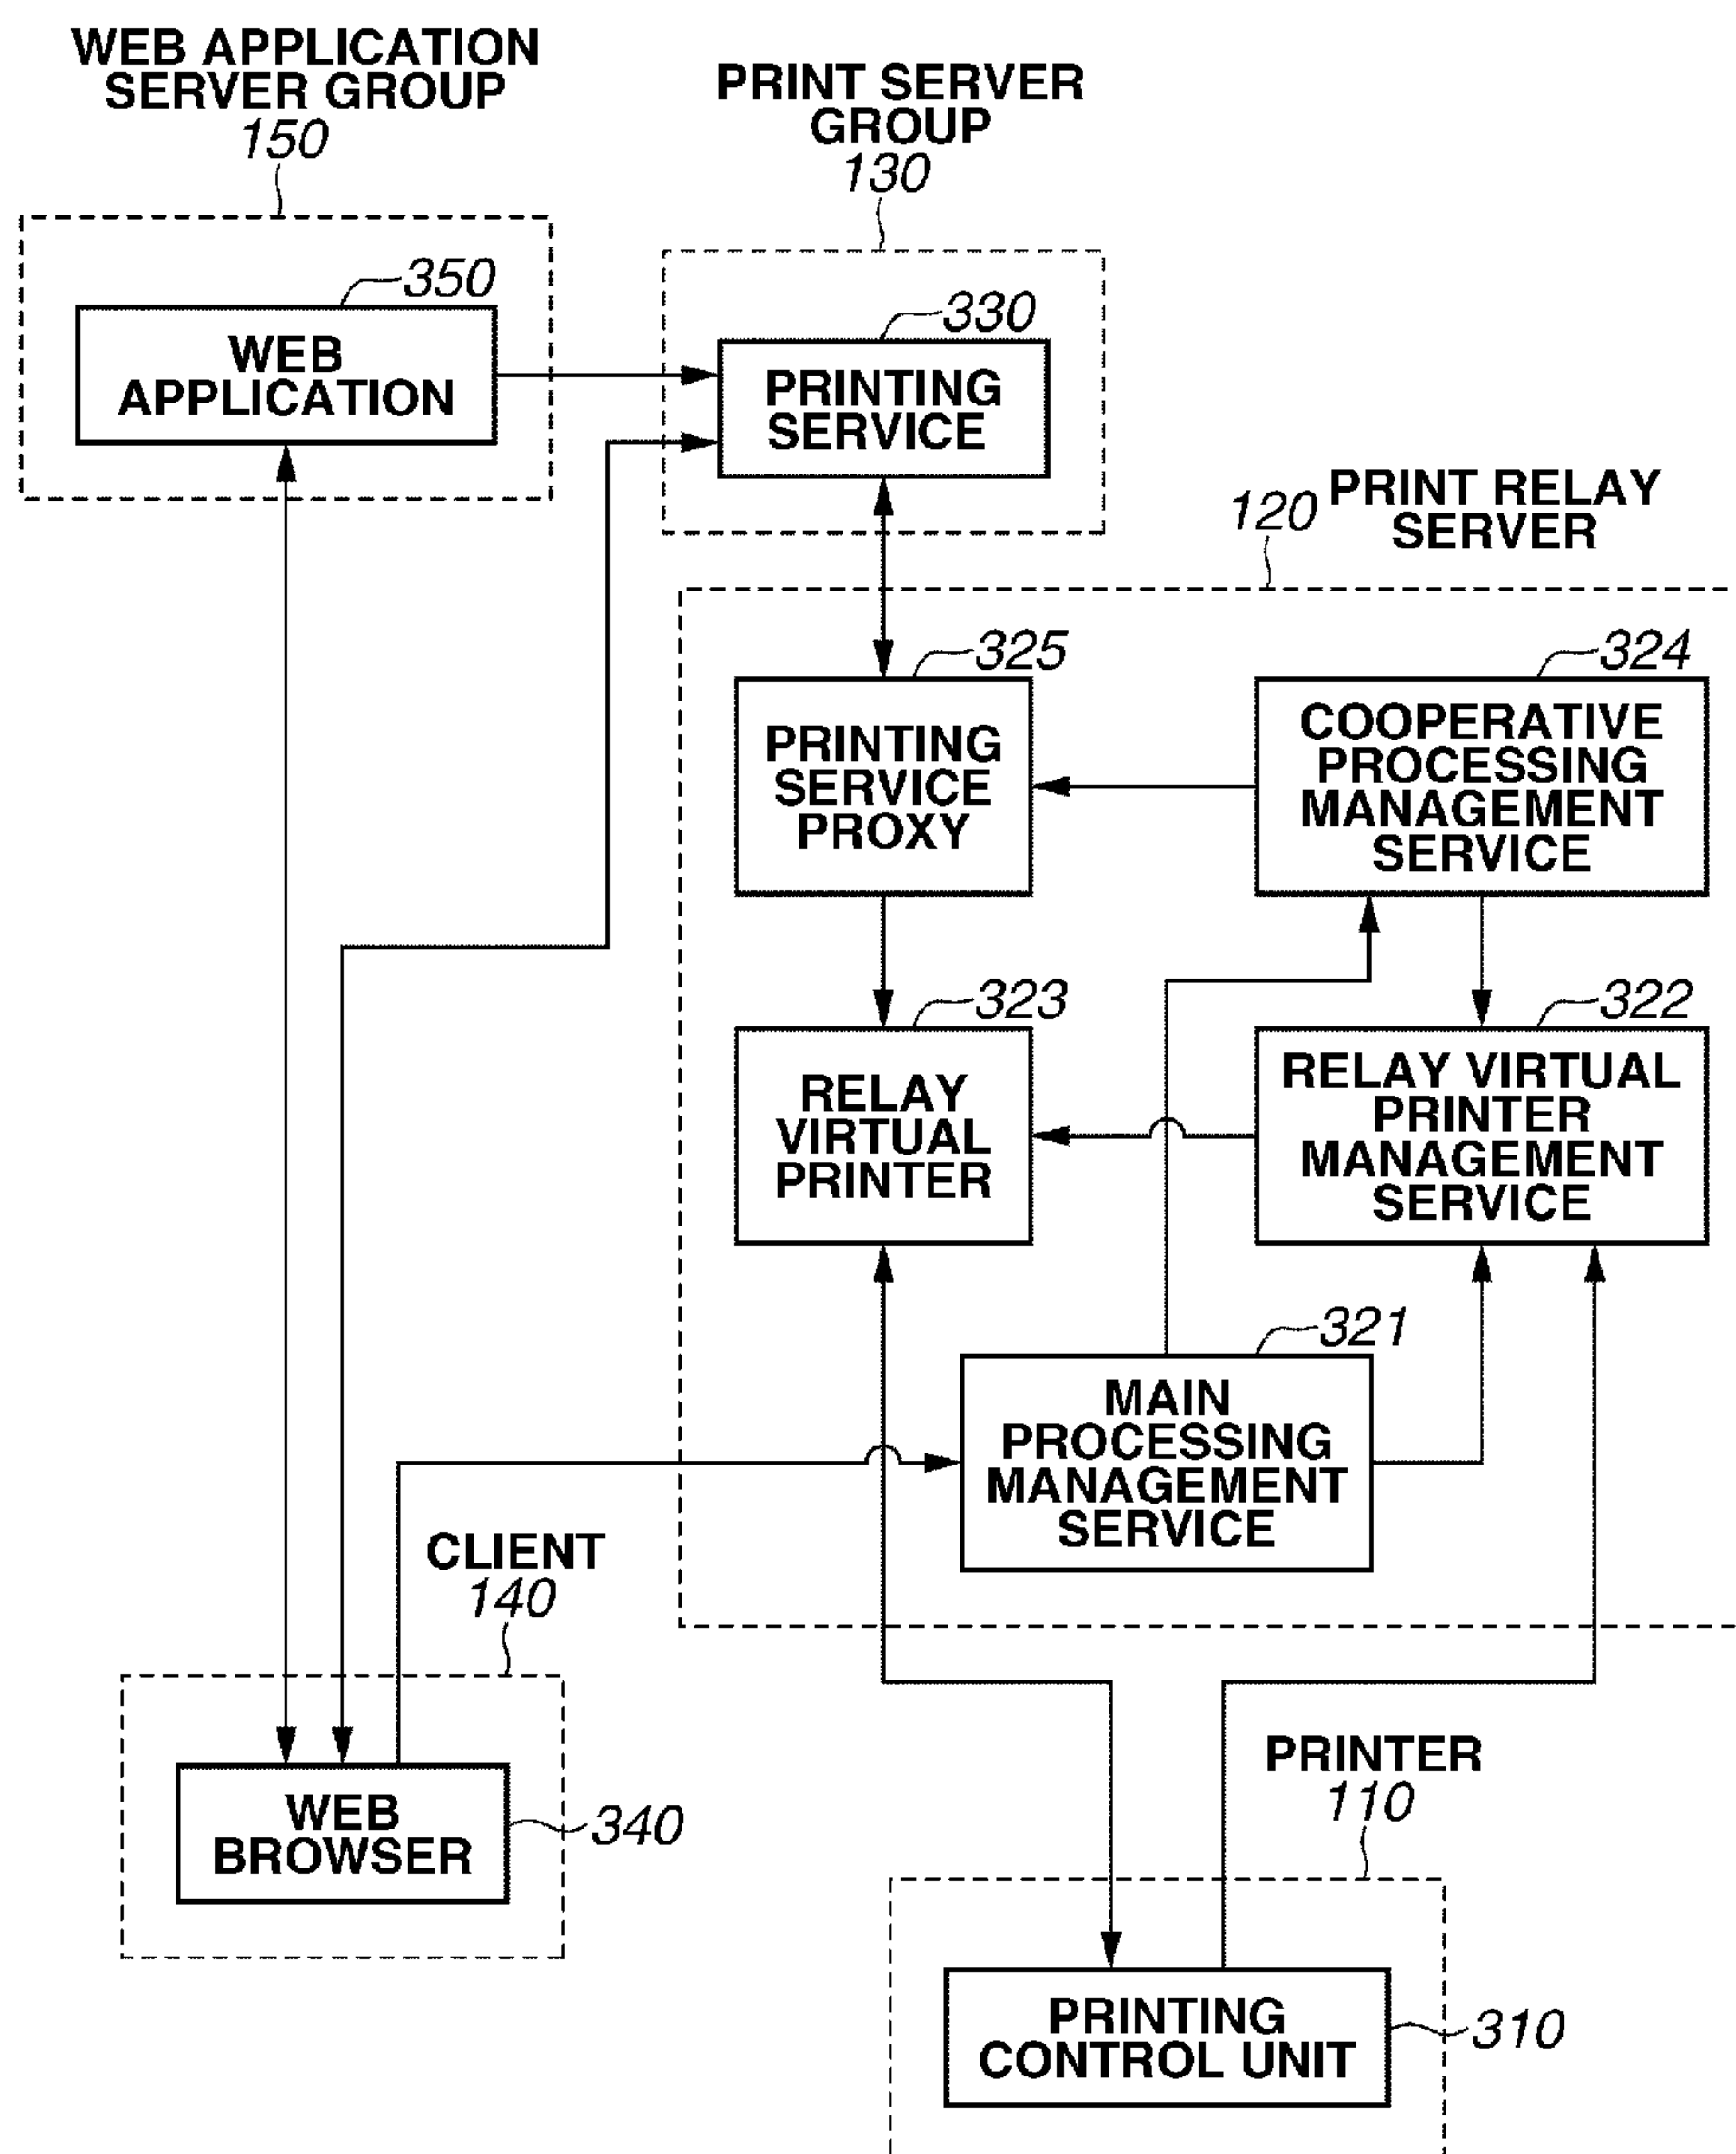 WEB APPLICATION
SERVER GROUP
150
PRINT SERVER
GROUP
130
350
WEB
APPLICATION
330
PRINTING
SERVICE
120
PRINT RELAY
SERVER
325
PRINTING
SERVICE
PROXY
324
COOPERATIVE
PROCESSING
MANAGEMENT
SERVICE
323
RELAY
VIRTUAL
PRINTER
322
RELAY VIRTUAL
PRINTER
MANAGEMENT
SERVICE
321
MAIN
PROCESSING
MANAGEMENT
SERVICE
CLIENT
140
WEB
BROWSER
340
PRINTER
110
PRINTING
CONTROL UNIT
310